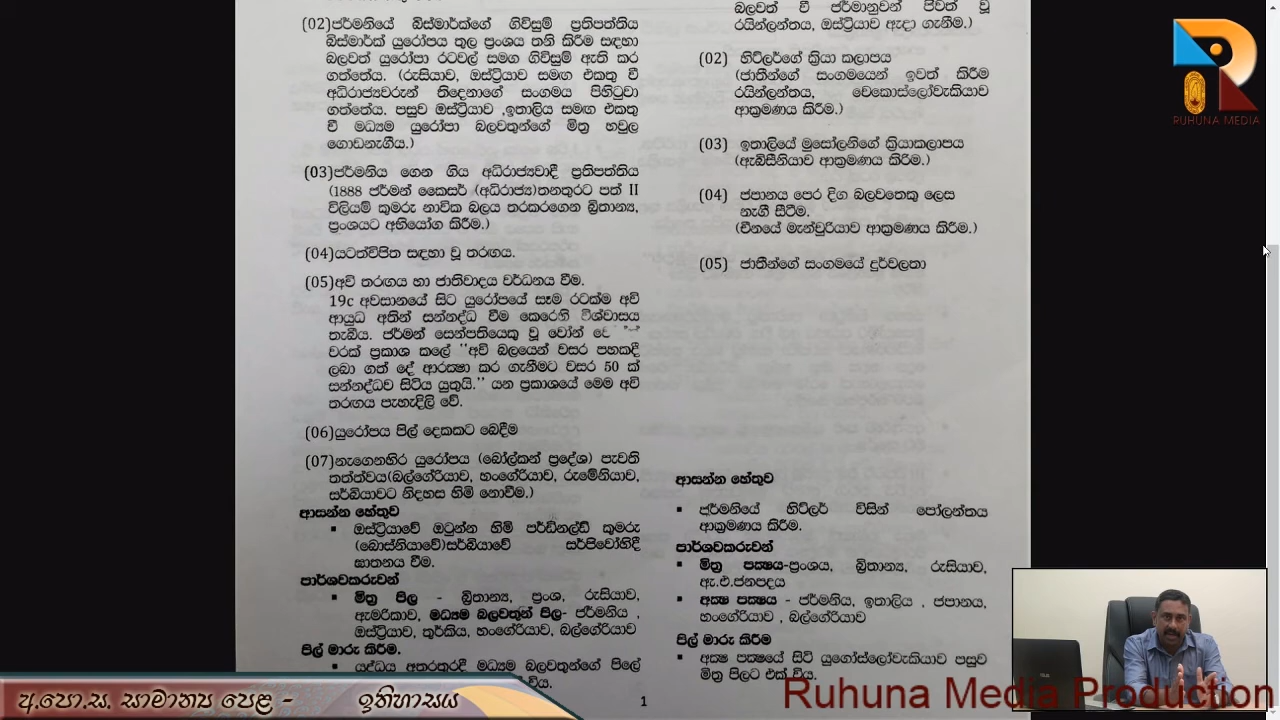 (02)ජර්මනියේ බිස්මාර්ක්ගේ ගිවිසුම් ප්‍රතිපත්තිය
බිස්මාර්ක් යුරෝපය තුල ප්‍රංශය තනි කිරීම සඳහා
බලවත් යුරෝපා රටවල් සමග ගිවිසුම් ඇති කර
ගත්තේය. (රුසියාව, ඔස්ට්‍රියාව සමඟ එකතු වී
අධිරාජ්‍යවරුන් තිදෙනාගේ සංගමය පිහිටුවා
ගත්තේය. පසුව ඔස්ට්‍රියාව ,ඉතාලිය සමඟ එකතු
වී මධ්‍යම යුරෝපා බලවතුන්ගේ මිත්‍ර හවුල
ගොඩනැගීය.)
(03)ජර්මනිය ගෙන ගිය අධිරාජ්‍යවාදී ප්‍රතිපත්තිය
(1888 ජර්මන් කෛසර් (අධිරාජ්‍ය)තනතුරට පත් II
විලියම් කුමරු නාවික බලය තරකරගෙන බ්‍රිතාන්‍ය,
ප්‍රංශයට අභියෝග කිරීම.)
(04)යටත්විජිත සඳහා වූ තරඟය.
(05)අවි තරඟය හා ජාතිවාදය වර්ධනය වීම.
19c අවසානයේ සිට යුරෝපයේ සෑම රටක්ම අවි
ආයුධ අතින් සන්නද්ධ වීම කෙරෙහි විශ්වාසය
තැබීය. ජර්මන් සෙන්පතියෙකු වූ වෝන්
වරක් ප්‍රකාශ කලේ "අවි බලයෙන් වසර පහකදී
ලබා ගත් දේ ආරක්‍ෂා කර ගැනීමට වසර 50 ක්
සන්නද්ධව සිටිය යුතුයි." යන ප්‍රකාශයේ මෙම අවි
තරඟය පැහැදිලි වේ.
(06)යුරෝපය පිල් දෙකකට බෙදීම
(07)නැගෙනහිර යුරෝපය (බෝල්කන් ප්‍රදේශ) පැවති
තත්ත්වය(බල්ගේරියාව, හංගේරියාව, රුමේනියාව,
සර්බියාවට නිදහස හිමි නොවීම.)
ආසන්න හේතුව
▪ ඔස්ට්‍රියාවේ ඔටුන්න හිමි පර්ඩිනල්ඩ් කුමරු
(බොස්නියාවේ)සර්බියාවේ සර්ජිවෝහිදී
ඝාතනය වීම.
පාර්ශවකරුවන්
▪ මිත්‍ර පිල - බ්‍රිතාන්‍ය, ප්‍රංශ, රුසියාව,
ඇමරිකාව, මධ්‍යම බලවතුන් පිල- ජර්මනිය ,
ඔස්ට්‍රියාව, තුර්කිය, හංගේරියාව, බල්ගේරියාව
පිල් මාරු කිරීම.
▪ යුද්ධය අතරතුරදී මධ්‍යම බලවතුන්ගේ පිලේ
විය.
බලවත් වී ජර්මානුවන් පිවිත් වූ
රයින්ලන්තය, ඔස්ට්‍රියාව ඈදා ගැනීම.)
(02) හිට්ලර්ගේ ක්‍රියා කලාපය
(ජාතීන්ගේ සංගමයෙන් ඉවත් කිරීම
රයින්ලන්තය, චෙකොස්ලෝවැකියාව
ආක්‍රමණය කිරීම.)
(03) ඉතාලියේ මුසෝලනිගේ ක්‍රියාකලාපය
(ඇබිසීනියාව ආක්‍රමණය කිරීම.)
(04) ජපානය පෙර දිග බලවතෙකු ලෙස
නැගී සිටීම.
(චීනයේ මැන්චූරියාව ආක්‍රමණය කිරීම.)
(05) ජාතීන්ගේ සංගමයේ දුර්වලතා
ආසන්න හේතුව
▪ ජර්මනියේ හිට්ලර් විසින් පෝලන්තය
ආක්‍රමණය කිරීම.
පාර්ශවකරුවන්
▪ මිත්‍ර පක්‍ෂය-ප්‍රංශය, බ්‍රිතාන්‍ය, රුසියාව,
ඇ.එ.ජනපදය
▪ අක්‍ෂ පක්‍ෂය - ජර්මනිය, ඉතාලිය , ජපානය,
හංගේරියාව , බල්ගේරියාව
පිල් මාරු කිරීම
▪ අක්‍ෂ පක්‍ෂයේ සිටි යුගෝස්ලෝවැකියාව පසුව
මිත්‍ර පිලට එක් විය.
1
RUHUNA MEDIA
අ.පො.ස. සාමාන්‍ය පෙළ - ඉතිහාසය
Ruhuna Media Production